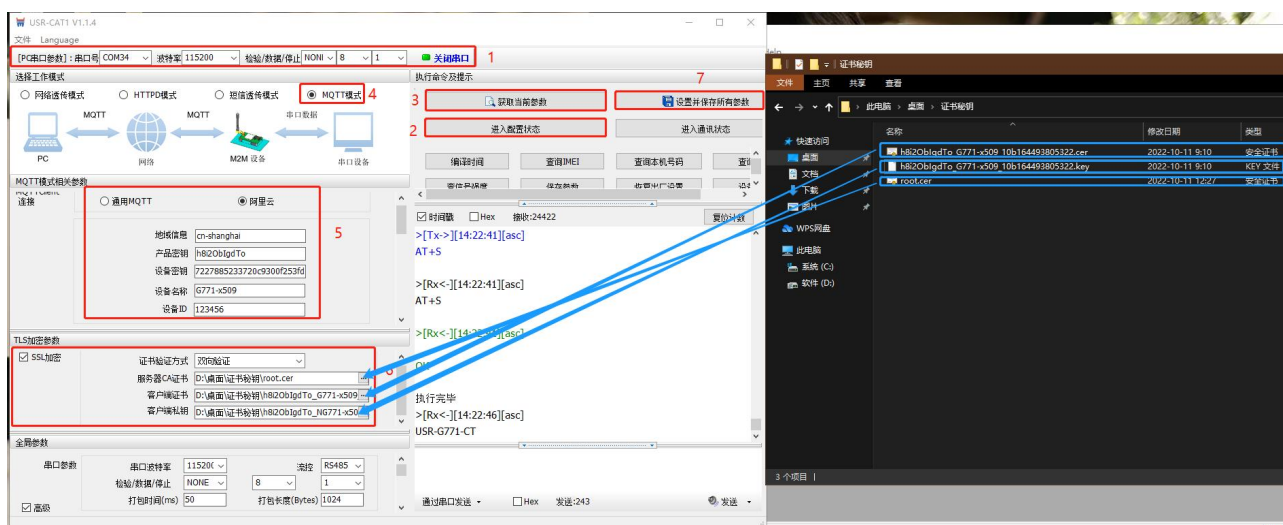 USR-CAT1 V1.1.4
文件 Language
[PC串口参数]：串口号 COM34 波特率 115200 检验/数据/停止 NONI 8 1 关闭串口 1
选择工作模式
网络透传模式 HTTPD模式 短信透传模式 MQTT模式 4
MQTT MQTT 串口数据
PC 网络 M2M 设备 串口设备
MQTT模式相关参数
连接 通用MQTT 阿里云
地域信息 cn-shanghai 5
产品密钥 h8i2ObIgdTo
设备密钥 7227885233720c9300f253fd
设备名称 G771-x509
设备ID 123456
TLS加密参数
SSL加密 证书验证方式 双向验证
服务器CA证书 D:\桌面\证书秘钥\root.cer ...
客户端证书 D:\桌面\证书秘钥\h8i2ObIgdTo_G771-x509 ...
客户端私钥 D:\桌面\证书秘钥\h8i2ObIgdTo_NG771-x50
全局参数
串口参数 串口波特率 11520( 流控 RS485
检验/数据/停止 NONE 8 1
打包时间(ms) 50 打包长度(Bytes) 1024
高级
执行命令及提示
7
3 获取当前参数 设置并保存所有参数
2 进入配置状态 进入通讯状态
编译时间 查询IMEI 查询本机号码
查信号强度 保存参数 恢复出厂设置
时间戳 Hex 接收:24422 复位计数
>[Tx->][14:22:41][asc]
AT+S
>[Rx<-][14:22:41][asc]
AT+S
>[Rx<-][14:22:][asc]
OK
执行完毕
>[Rx<-][14:22:46][asc]
USR-G771-CT
通过串口发送 Hex 发送:243 发送
证书秘钥
文件 主页 共享 查看
此电脑 › 桌面 › 证书秘钥
名称 修改日期 类型
h8i2ObIgdTo_G771-x509_10b164493805322.cer 2022-10-11 9:10 安全证书
h8i2ObIgdTo_G771-x509_10b164493805322.key 2022-10-11 9:10 KEY 文件
root.cer 2022-10-11 12:27 安全证书
快速访问
桌面
文档
下载
图片
WPS网盘
此电脑
系统 (C:)
软件 (D:)
3 个项目